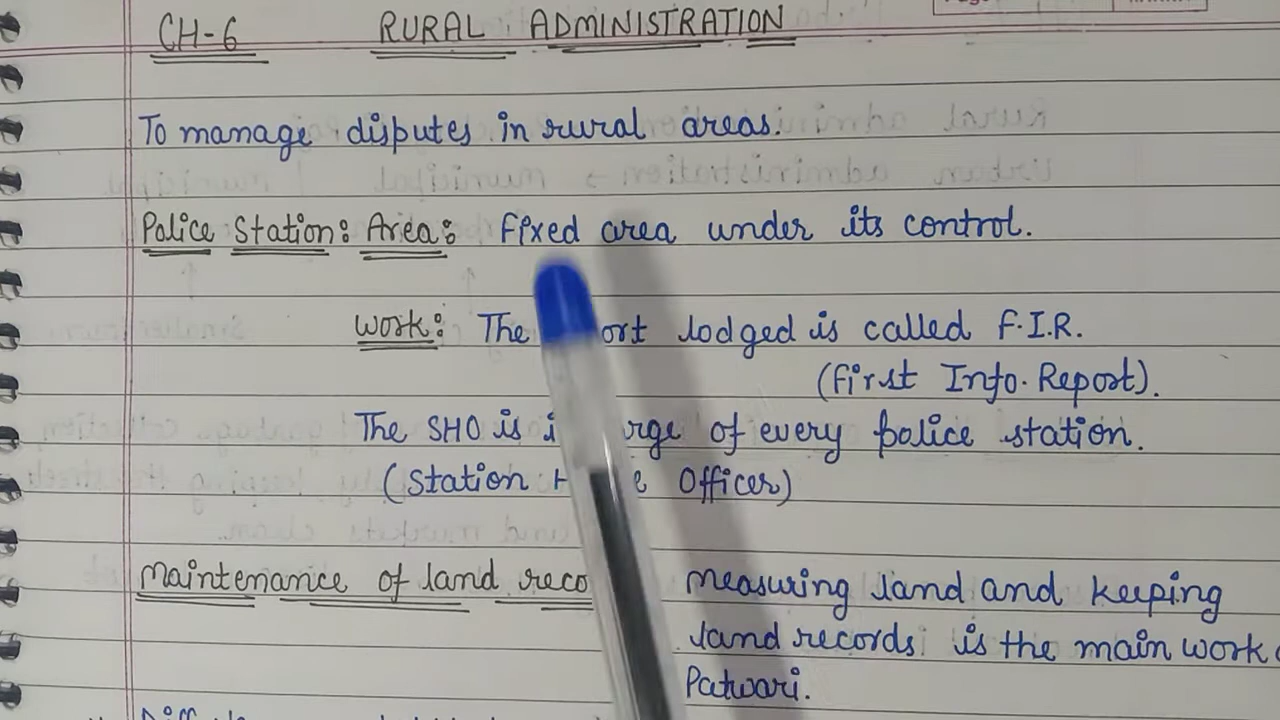 CH-6 RURAL ADMINISTRATION
To manage disputes in rural areas.
Police Station: Area: Fixed area under its control.
Work: The lodged is called F.I.R.
(First Info. Report).
The SHO is of every police station.
(Station Officer)
Maintenance of land measuring land and keeping
land records is the main work
Patwari.